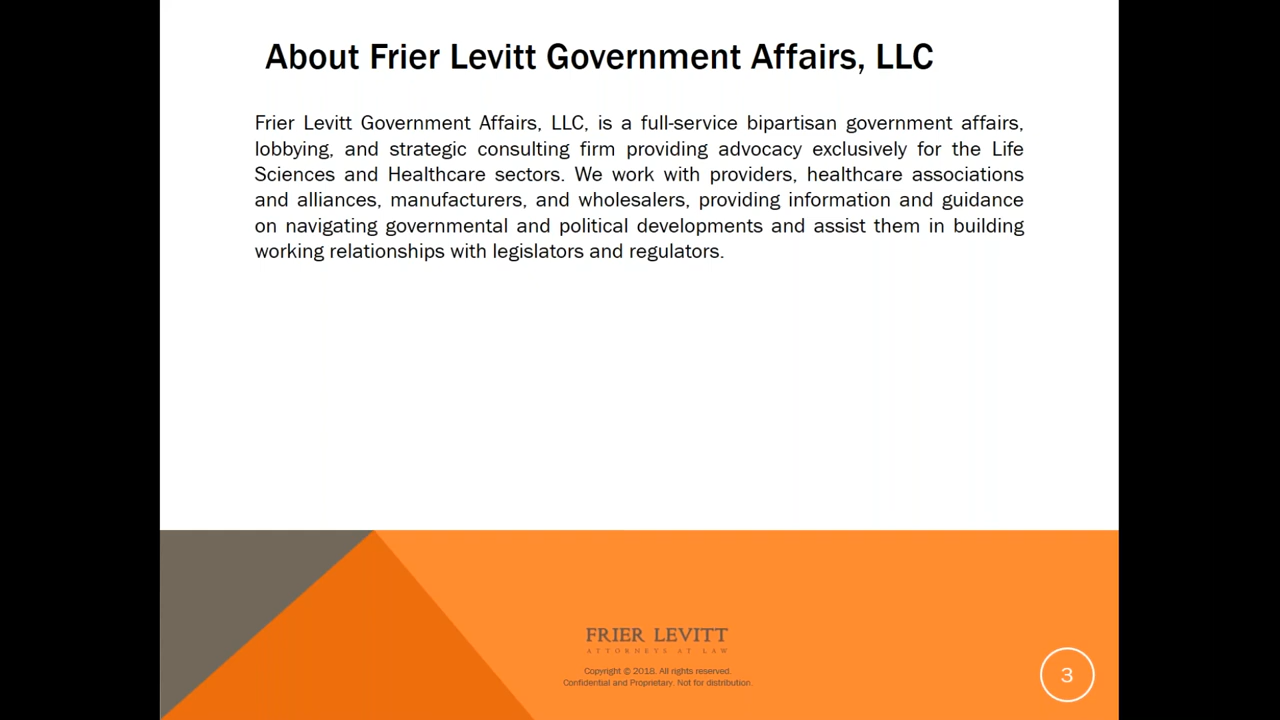 About Frier Levitt Government Affairs, LLC
Frier Levitt Government Affairs, LLC, is a full-service bipartisan government affairs,
lobbying, and strategic consulting firm providing advocacy exclusively for the Life
Sciences and Healthcare sectors. We work with providers, healthcare associations
and alliances, manufacturers, and wholesalers, providing information and guidance
on navigating governmental and political developments and assist them in building
working relationships with legislators and regulators.
FRIER LEVITT
ATTORNEYS AT LAW
Copyright © 2018. All rights reserved.
Confidential and Proprietary. Not for distribution.
3